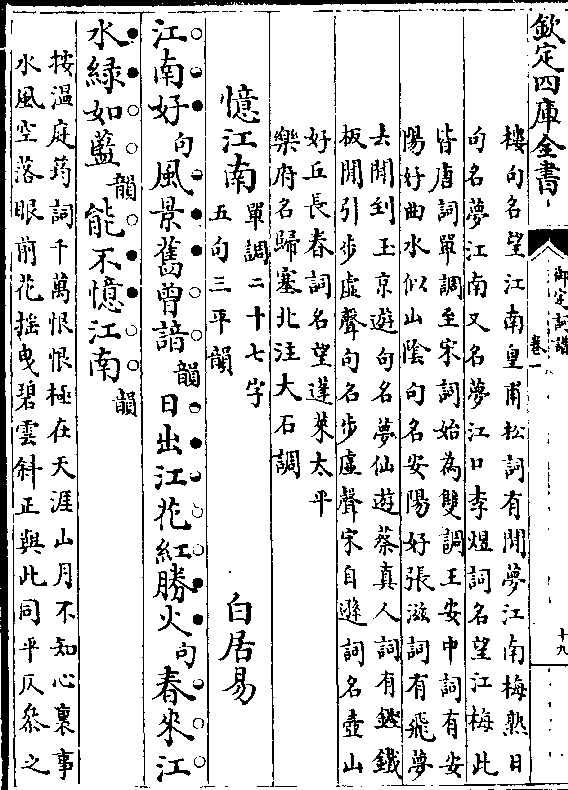 欽定四庫全書
御定詞譜
卷一
十九
樓句名望江南皇甫松詞有閒夢江南梅熟日
句名夢江南又名夢江口李煜詞名望江梅此
皆唐詞單調至宋詞始為雙調王安中詞有安
陽好曲水似山陰句名安陽好張滋詞有飛夢
去閒到玉京遊句名夢仙遊蔡真人詞有鏗鐵
板閒引步虛聲句名步虛聲宋自遜詞名壺山
好丘長春詞名望蓬萊太平
樂府名歸塞北注大石調
憶江南
單調二十七字
五句三平韻
白居易
江南好句風景舊曾諳韻日出江花紅勝火句春來江
水緑如藍韻能不憶江南韻
按温庭筠詞千萬恨恨極在天涯山月不知心裏事
水風空落眼前花摇曳碧雲斜正與此同平仄參之